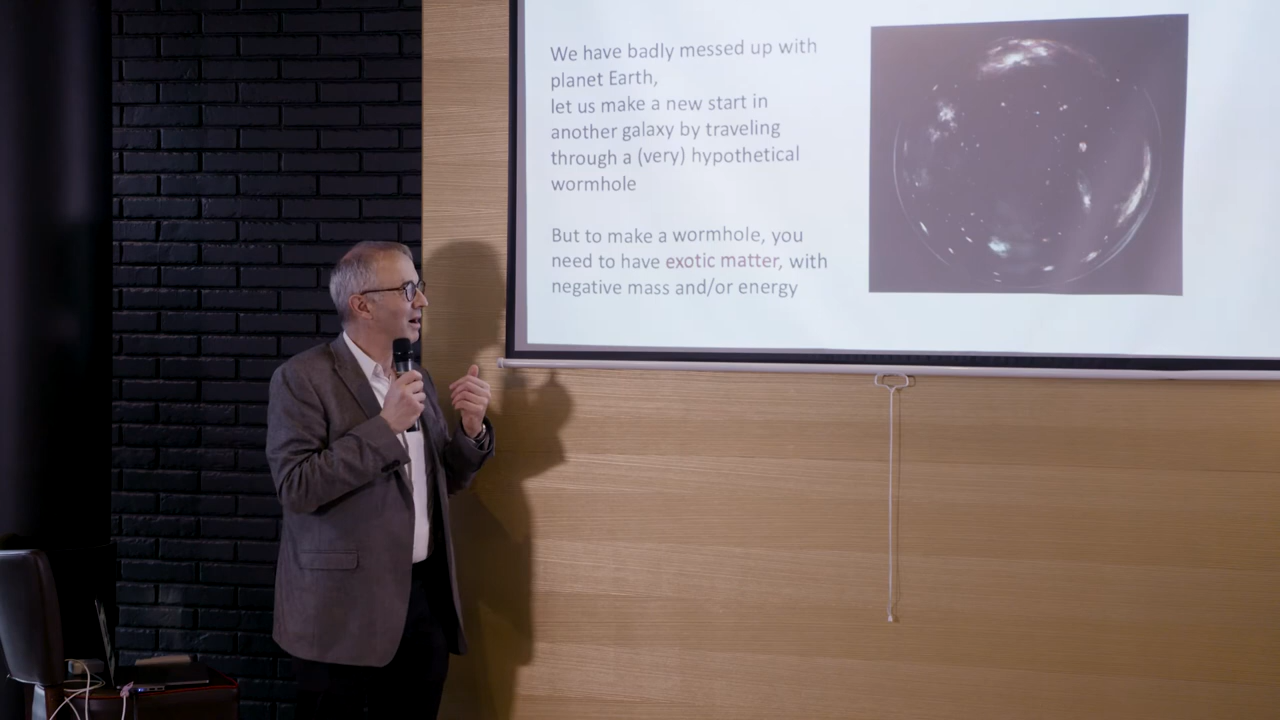 We have badly messed up with
planet Earth,
let us make a new start in
another galaxy by traveling
through a (very) hypothetical
wormhole
But to make a wormhole, you
need to have exotic matter, with
negative mass and/or energy